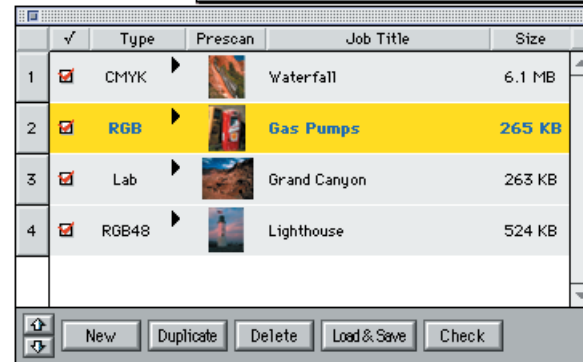 √ Type Prescan Job Title Size
1 CMYK Waterfall 6.1 MB
2 RGB Gas Pumps 265 KB
3 Lab Grand Canyon 263 KB
4 RGB48 Lighthouse 524 KB
New Duplicate Delete Load & Save Check